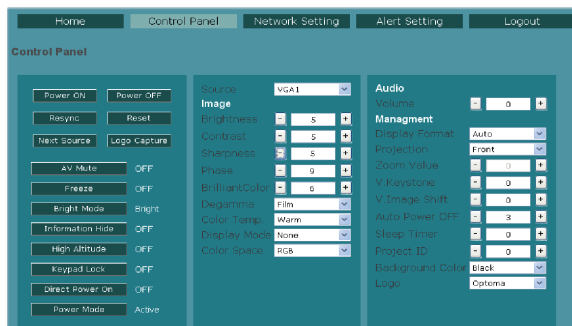 Home Control Panel Network Setting Alert Setting Logout
Control Panel
Power ON Power OFF
Resync Reset
Next Source Logo Capture
AV Mute OFF
Freeze OFF
Bright Mode Bright
Information Hide OFF
High Altitude OFF
Keypad Lock OFF
Direct Power On OFF
Power Mode Active
Source VGA1
Image
Brightness - 5 +
Contrast - 5 +
Sharpness - 5 +
Phase - 9 +
BrilliantColor - 6 +
Degamma Film
Color Temp. Warm
Display Mode None
Color Space RGB
Audio
Volume - 0 +
Managment
Display Format Auto
Projection Front
Zoom Value - 0 +
V.Keystone - 0 +
V.Image Shift - 0 +
Auto Power OFF - 3 +
Sleep Timer - 0 +
Project ID - 0 +
Background Color Black
Logo Optoma